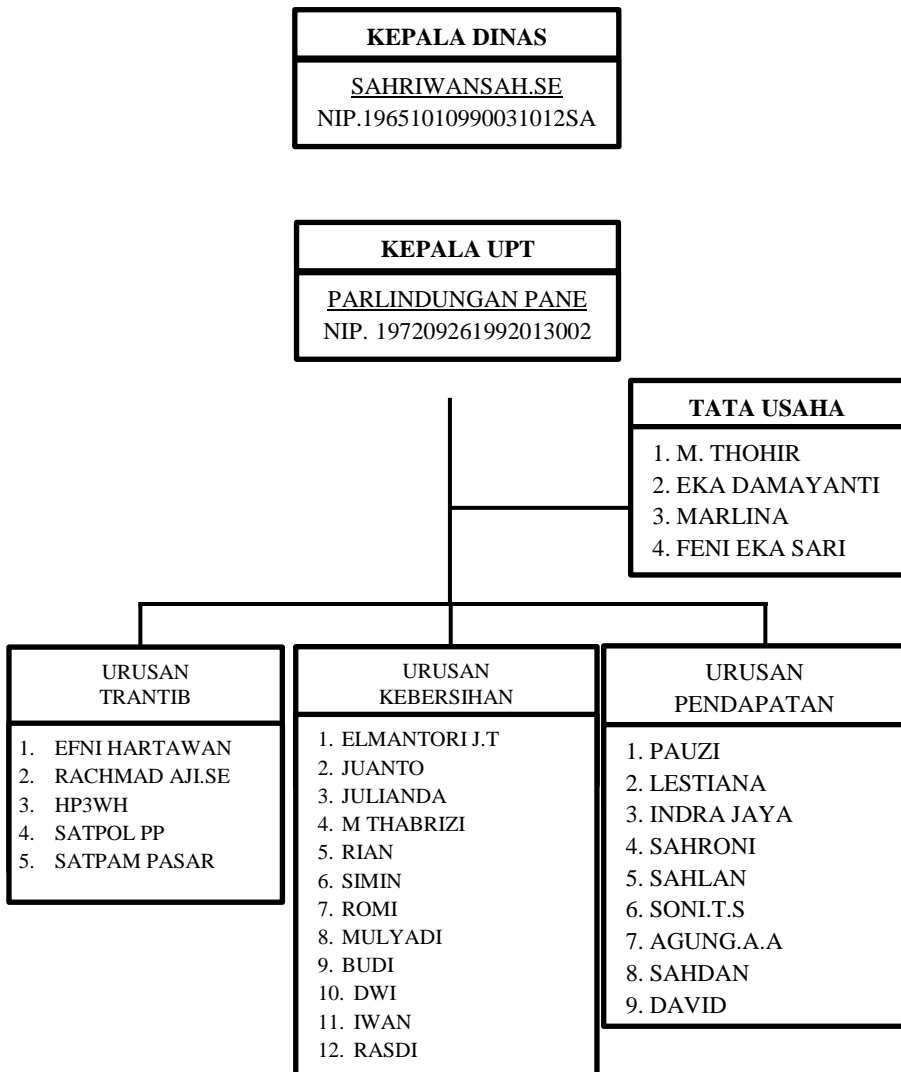 KEPALA DINAS
SAHRIWANSAH.SE
NIP.19651010990031012SA
KEPALA UPT
PARLINDUNGAN PANE
NIP. 197209261992013002
TATA USAHA
1. M. THOHIR
2. EKA DAMAYANTI
3. MARLINA
4. FENI EKA SARI
URUSAN
TRANTIB
1. EFNI HARTAWAN
2. RACHMAD AJI.SE
3. HP3WH
4. SATPOL PP
5. SATPAM PASAR
URUSAN
KEBERSIHAN
1. ELMANTORI J.T
2. JUANTO
3. JULIANDA
4. M THABRIZI
5. RIAN
6. SIMIN
7. ROMI
8. MULYADI
9. BUDI
10. DWI
11. IWAN
12. RASDI
URUSAN
PENDAPATAN
1. PAUZI
2. LESTIANA
3. INDRA JAYA
4. SAHRONI
5. SAHLAN
6. SONI.T.S
7. AGUNG.A.A
8. SAHDAN
9. DAVID